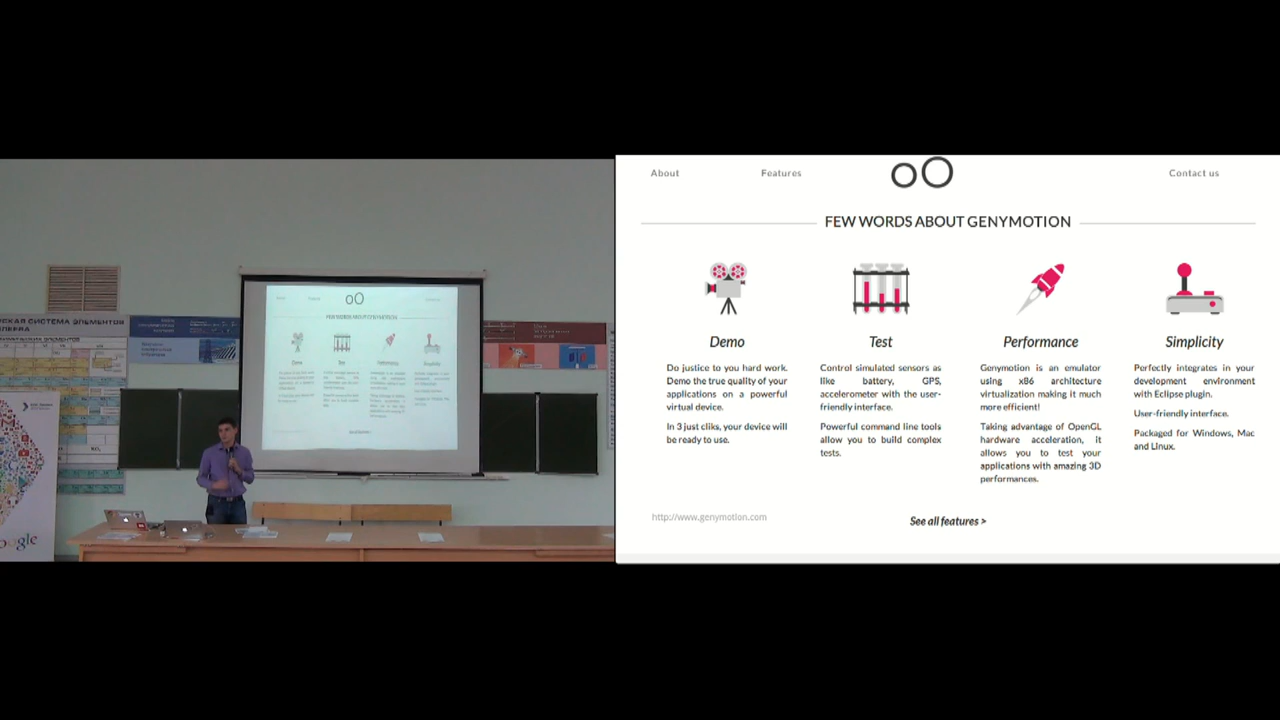 СКАЯ СИСТЕМА ЭЛЕМЕНТОВ
About
Features
Contact us
FEW WORDS ABOUT GENYMOTION
Demo
Do justice to you hard work.
Demo the true quality of your
applications on a powerful
virtual device.
In 3 just cliks, your device will
be ready to use.
Test
Control simulated sensors as
like battery, GPS,
accelerometer with the user-
friendly interface.
Powerful command line tools
allow you to build complex
tests.
Performance
Genymotion is an emulator
using x86 architecture
virtualization making it much
more efficient!
Taking advantage of OpenGL
hardware acceleration, it
allows you to test your
applications with amazing 3D
performances.
Simplicity
Perfectly integrates in your
development environment
with Eclipse plugin.
User-friendly interface.
Packaged for Windows, Mac
and Linux.
http://www.genymotion.com
See all features >